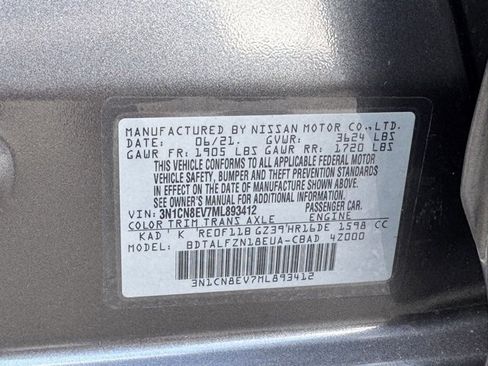 MANUFACTURED BY NISSAN MOTOR CO.,LTD.
DATE: 06/21. GVWR: 3624 LBS
GAWR FR: 1905 LBS GAWR RR: 1720 LBS
THIS VEHICLE CONFORMS TO ALL APPLICABLE FEDERAL MOTOR
VEHICLE SAFETY, BUMPER, AND THEFT PREVENTION STANDARDS
IN EFFECT ON THE DATE OF MANUFACTURE SHOWN ABOVE.
SEE OWNER'S MANUAL FOR ADDITIONAL INFORMATION.
VIN: 3N1CN8EV7ML893412 PASSENGER CAR.
COLOR TRIM TRANS AXLE ENGINE
KAD' K 'RE0F11B GZ39'HR16DE 1598 CC
MODEL: BDTALFZN18EUA-CBAD 4Z000
3N1CN8EV7ML893412